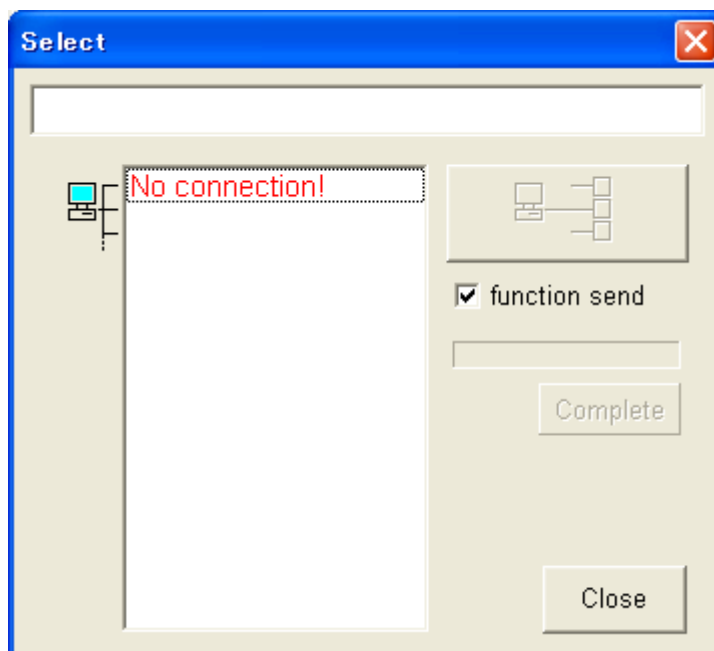 Select
No connection!
function send
Complete
Close